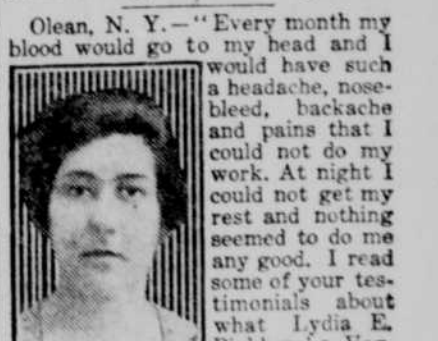 Olean, N. Y.—"Every month my
blood would go to my head and I
would have such
a headache, nose-
bleed, backache
and pains that I
could not do my
work. At night I
could not get my
rest and nothing
seemed to do me
any good. I read
some of your tes-
timonials about
what Lydia E.